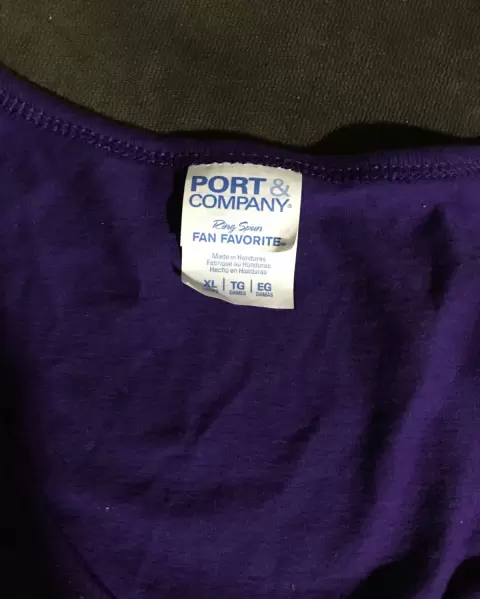 PORT &
COMPANY®
Ring Spun
FAN FAVORITE™
Made in Honduras
Fabriqué au Honduras
Hecho en Honduras
XL | TG | EG
DAMES DAMAS